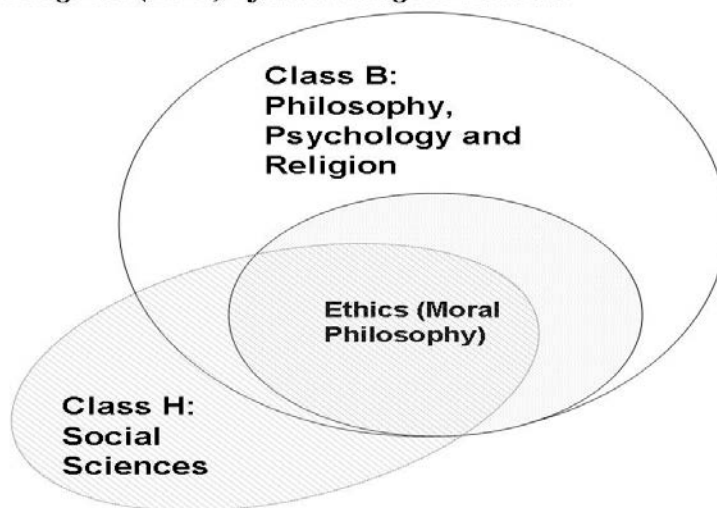 Class B:
Philosophy,
Psychology and
Religion
Ethics (Moral
Philosophy)
Class H:
Social
Sciences